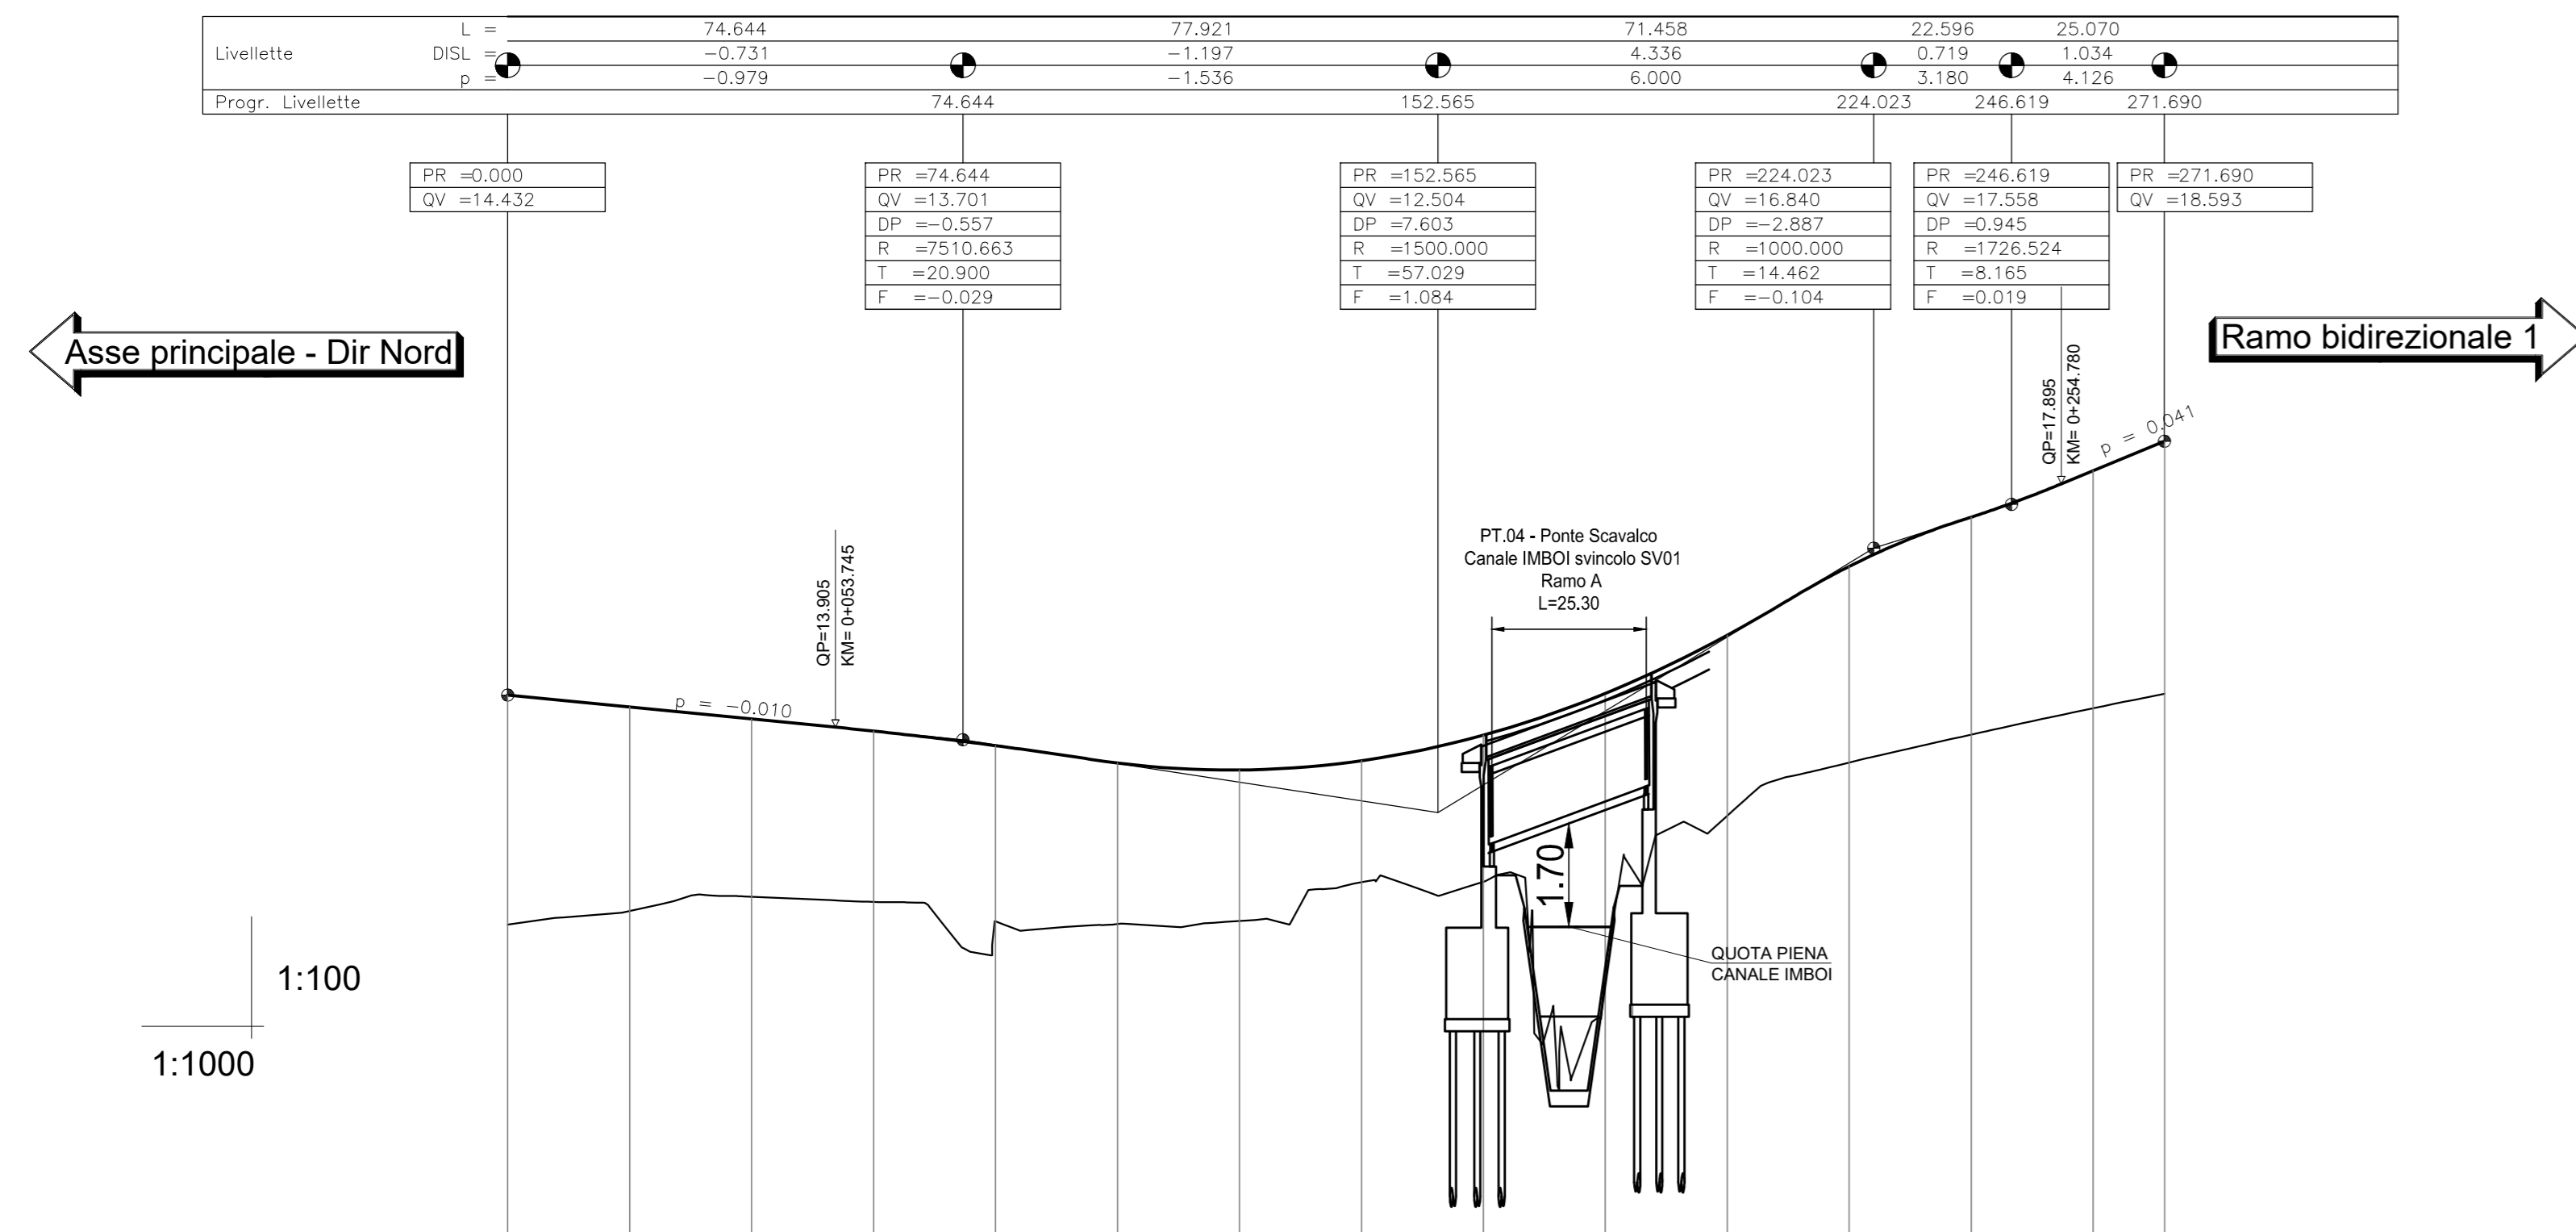 L = 74.644 77.921 71.458 22.596 25.070
Livellette DISL = -0.731 -1.197 4.336 0.719 1.034
p = -0.979 -1.536 6.000 3.180 4.126
Progr. Livellette 74.644 152.565 224.023 246.619 271.690
PR =0.000
QV =14.432
PR =74.644
QV =13.701
DP =-0.557
R =7510.663
T =20.900
F =-0.029
PR =152.565
QV =12.504
DP =7.603
R =1500.000
T =57.029
F =1.084
PR =224.023
QV =16.840
DP =-2.887
R =1000.000
T =14.462
F =-0.104
PR =246.619
QV =17.558
DP =0.945
R =1726.524
T =8.165
F =0.019
PR =271.690
QV =18.593
Asse principale - Dir Nord
Ramo bidirezionale 1
QP=17.895
KM= 0+254.780
p = 0.041
PT.04 - Ponte Scavalco
Canale IMBOI svincolo SV01
Ramo A
L=25.30
QP=13.905
KM= 0+053.745
p = -0.010
1.70
QUOTA PIENA
CANALE IMBOI
1:100
1:1000